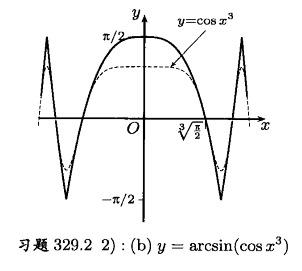 y
π/2
y=cos x³
O
∛(π/2)
x
−π/2
习题 329.2 2) : (b) y = arcsin(cos x³)